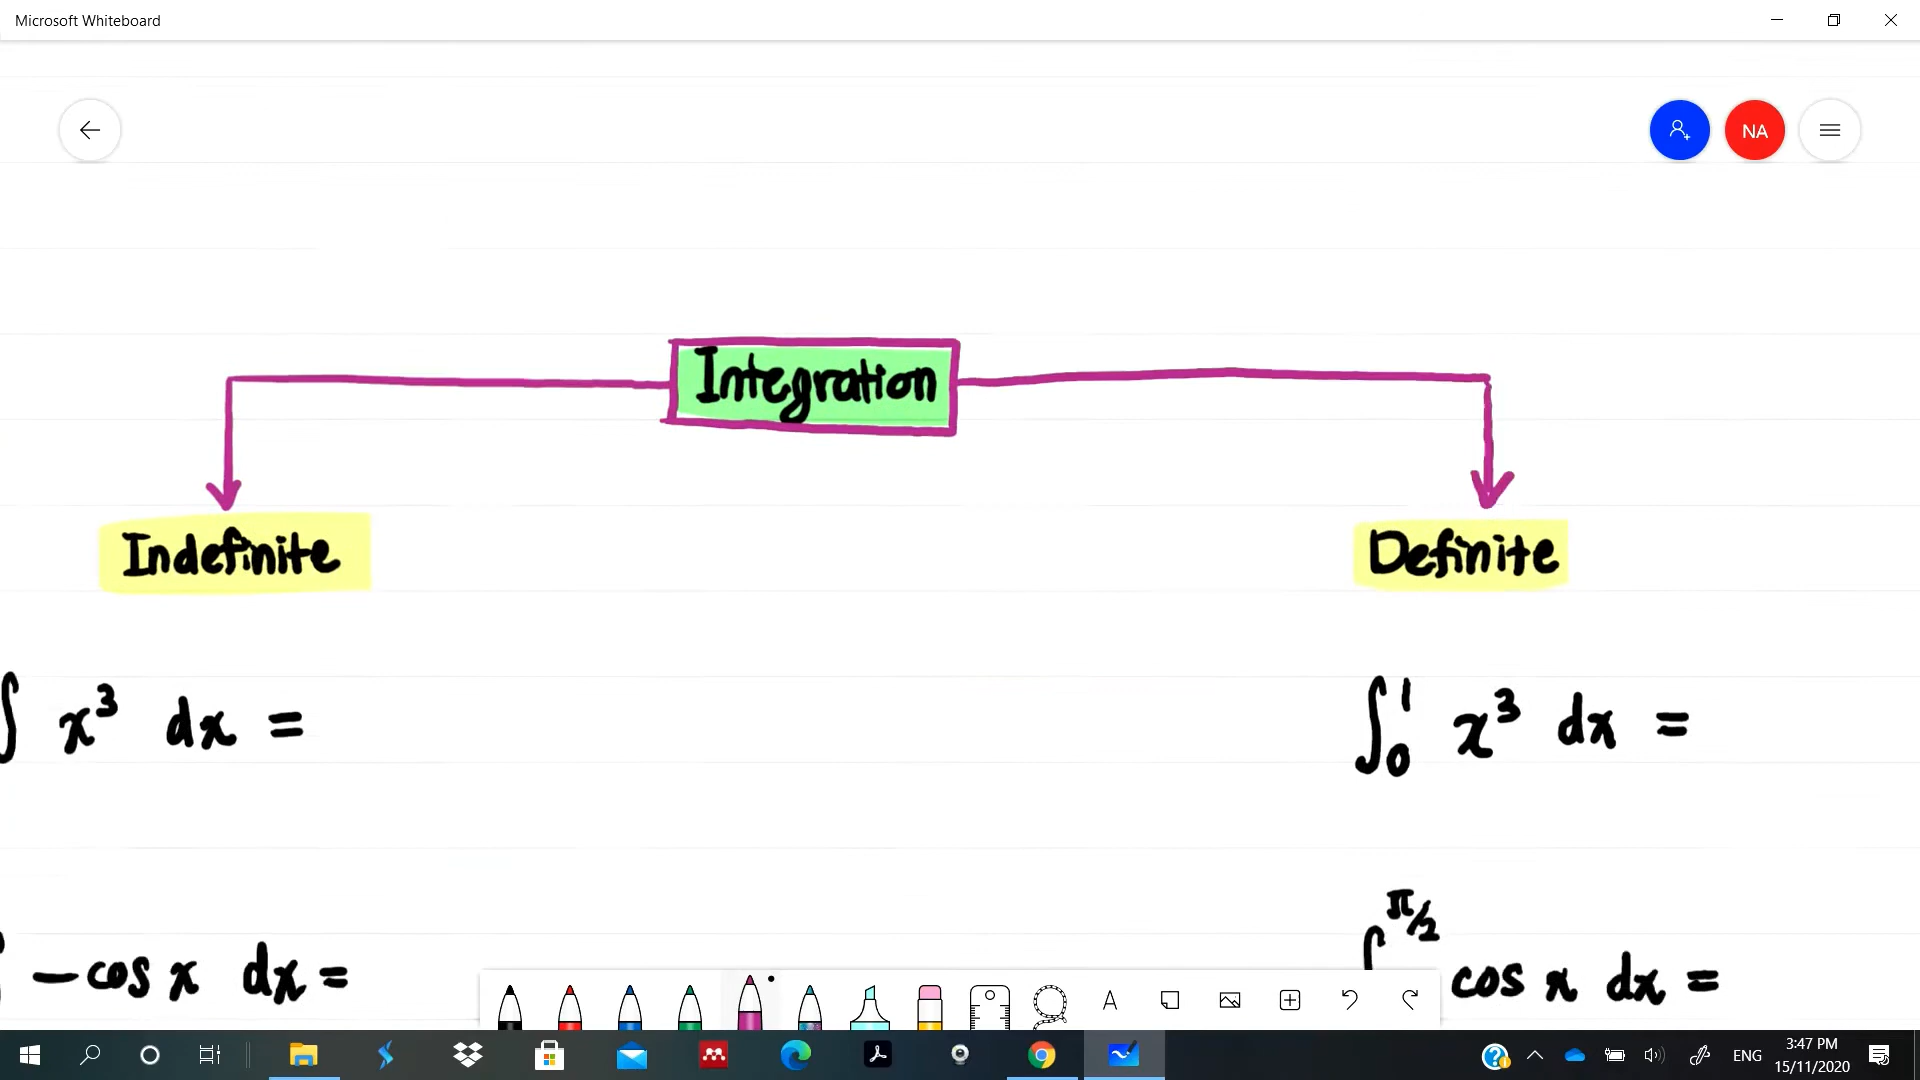 Microsoft Whiteboard
NA
Integration
Indefinite
Definite
∫ x³ dx =
∫₀¹ x³ dx =
- cos x dx =
∫^π/2 cos x dx =
A
ENG
3:47 PM
15/11/2020